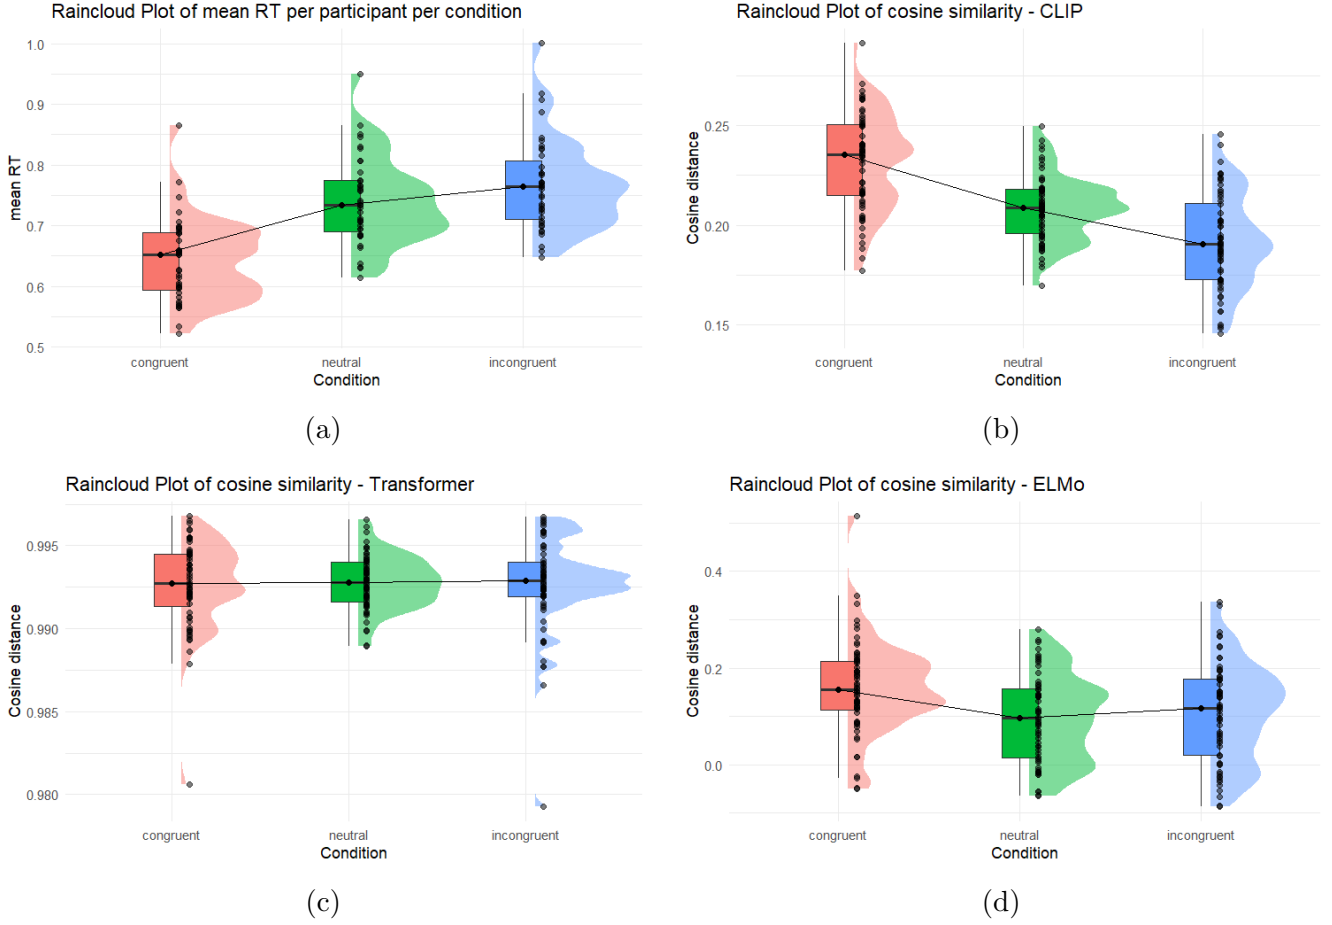 Raincloud Plot of mean RT per participant per condition
1.0
0.9
0.8
0.7
0.6
0.5
mean RT
congruent neutral incongruent
Condition
(a)
Raincloud Plot of cosine similarity - CLIP
0.25
0.20
0.15
Cosine distance
congruent neutral incongruent
Condition
(b)
Raincloud Plot of cosine similarity - Transformer
0.995
0.990
0.985
0.980
Cosine distance
congruent neutral incongruent
Condition
(c)
Raincloud Plot of cosine similarity - ELMo
0.4
0.2
0.0
Cosine distance
congruent neutral incongruent
Condition
(d)